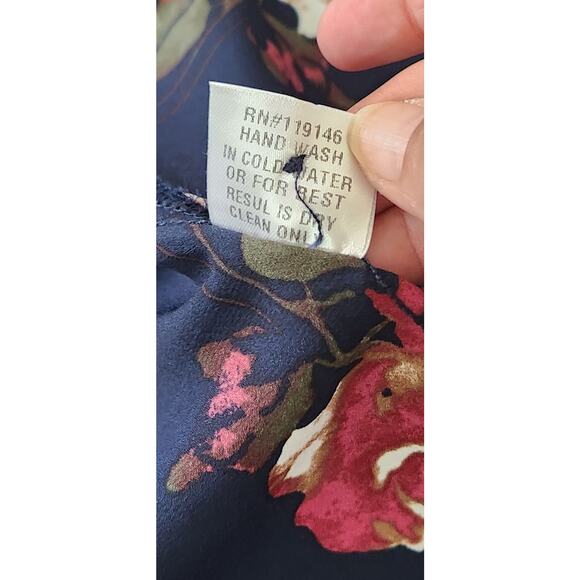 RN#119146
HAND WASH
IN COLD WATER
OR FOR BEST
RESUL IS DRY
CLEAN ONLY